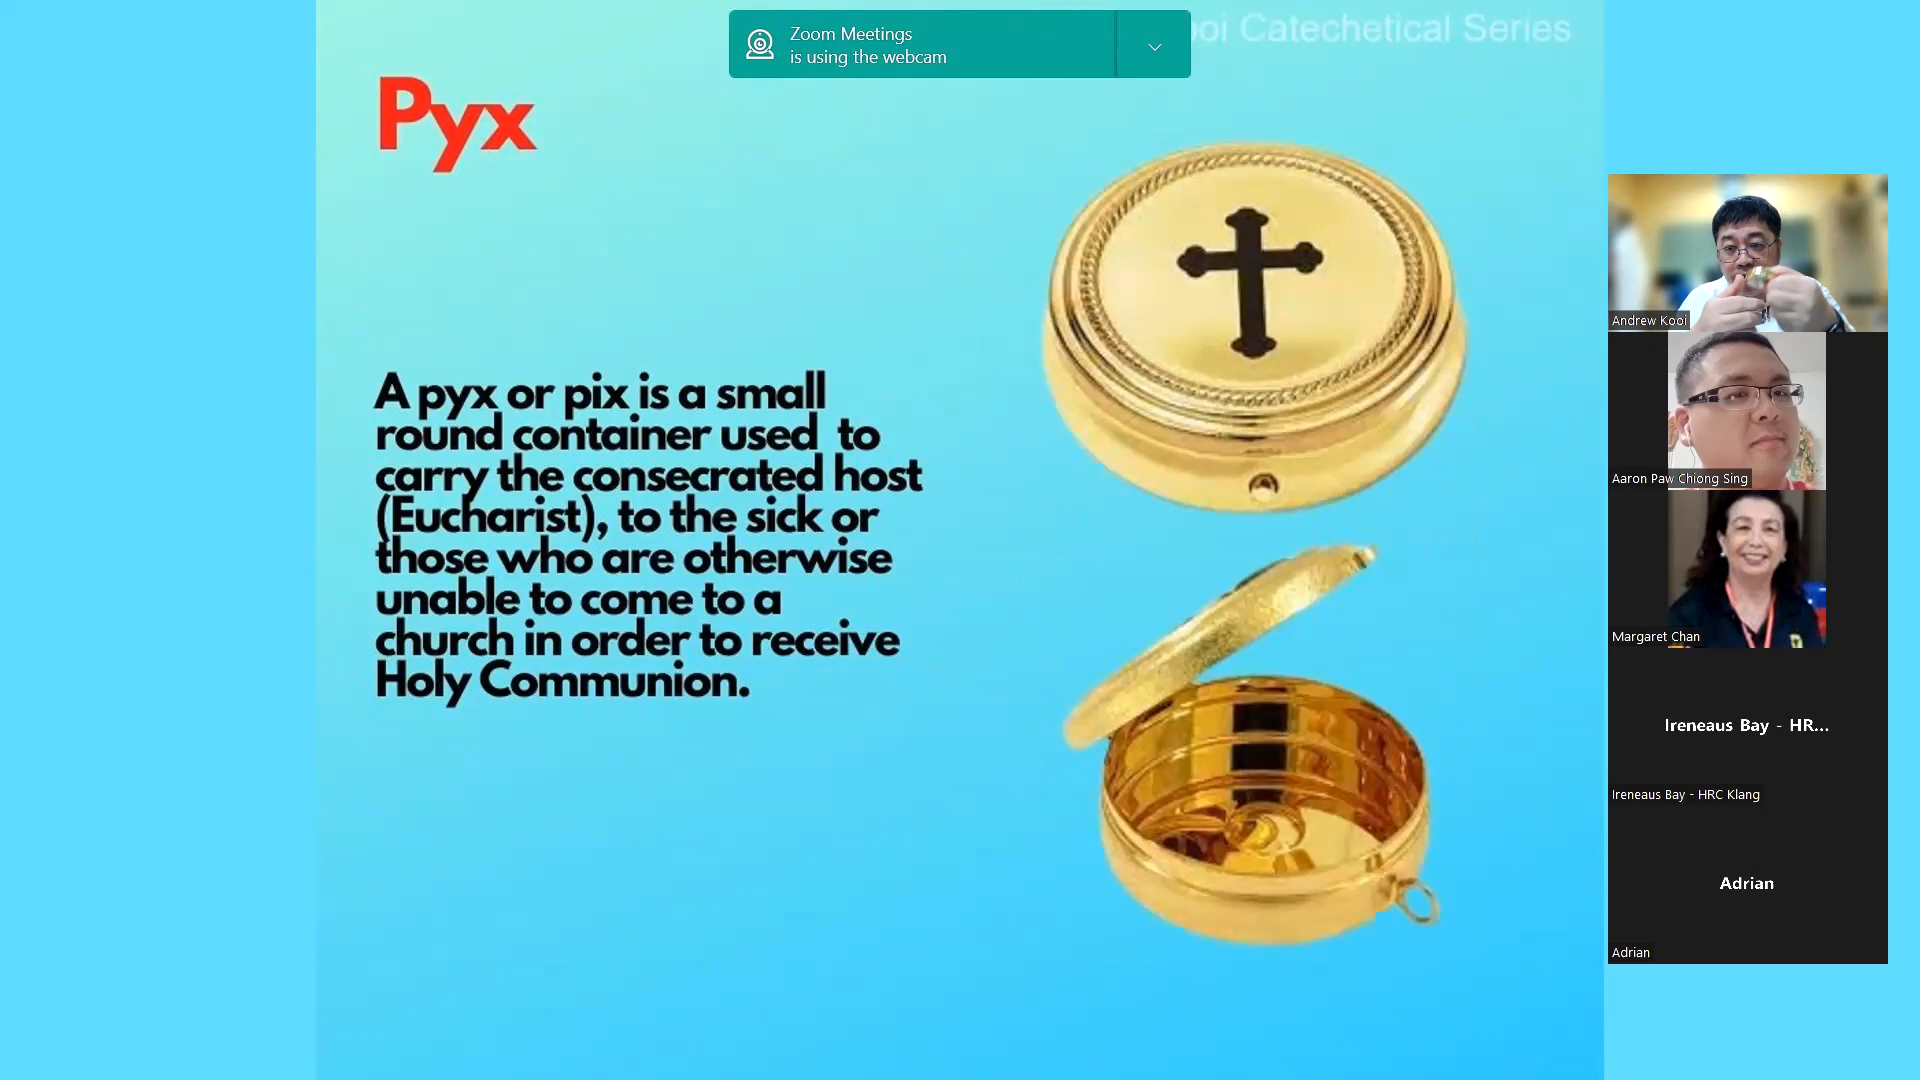 Zoom Meetings
is using the webcam
ooi Catechetical Series
Pyx
A pyx or pix is a small
round container used to
carry the consecrated host
(Eucharist), to the sick or
those who are otherwise
unable to come to a
church in order to receive
Holy Communion.
Andrew Kooi
Aaron Paw Chiong Sing
Margaret Chan
Ireneaus Bay - HR...
Ireneaus Bay - HRC Klang
Adrian
Adrian